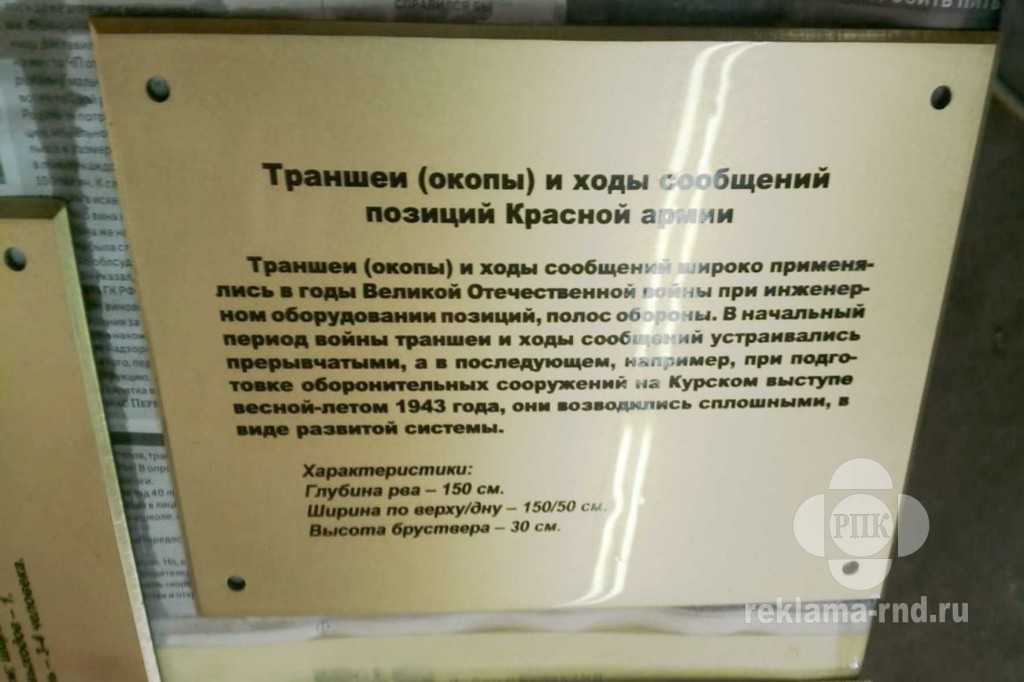 Траншеи (окопы) и ходы сообщений
позиций Красной армии
Траншеи (окопы) и ходы сообщений широко применя-
лись в годы Великой Отечественной войны при инженер-
ном оборудовании позиций, полос обороны. В начальный
период войны траншеи и ходы сообщений устраивались
прерывчатыми, а в последующем, например, при подго-
товке оборонительных сооружений на Курском выступе
весной-летом 1943 года, они возводились сплошными, в
виде развитой системы.
Характеристики:
Глубина рва – 150 см.
Ширина по верху/дну – 150/50 см.
Высота бруствера – 30 см.
РПК
reklama-rnd.ru